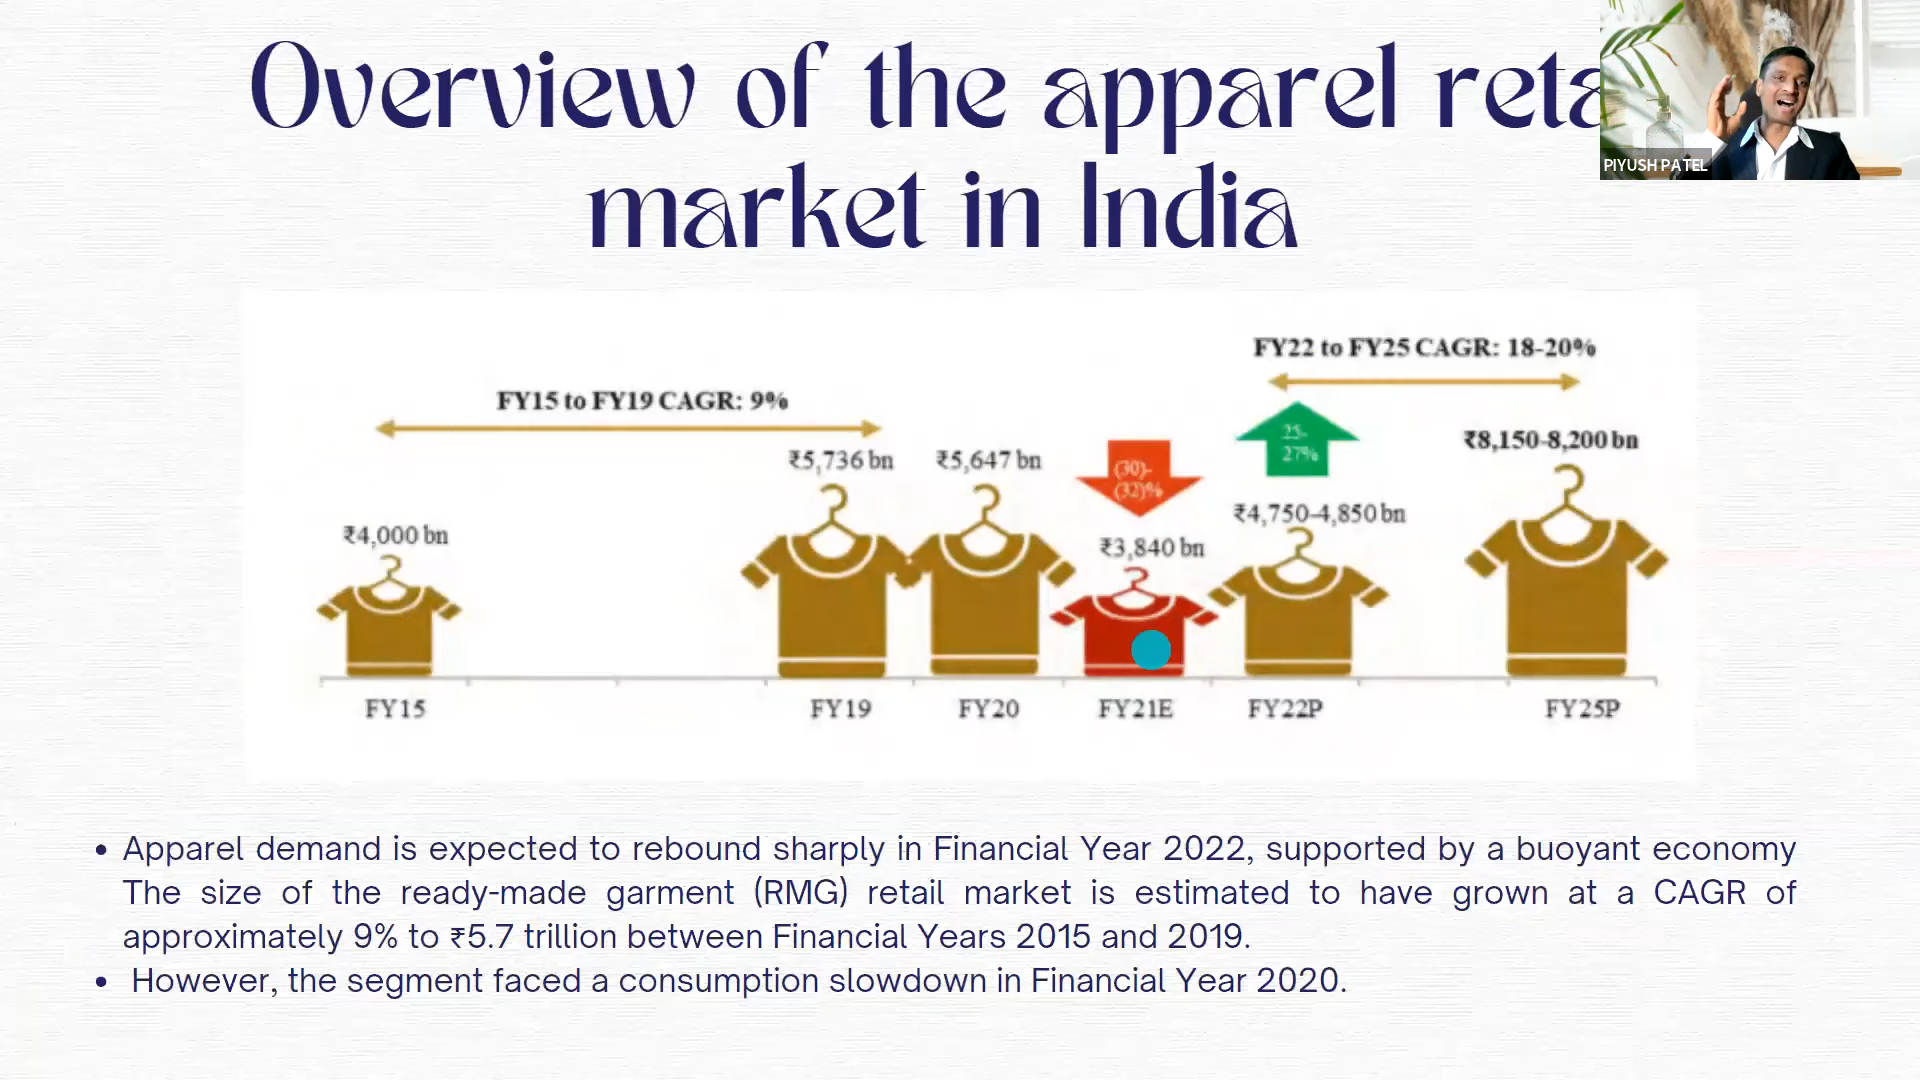 Overview of the apparel reta
market in India
PIYUSH PATEL
FY22 to FY25 CAGR: 18-20%
FY15 to FY19 CAGR: 9%
25-
27%
₹8,150-8,200 bn
₹5,736 bn
₹5,647 bn
(30)-
(32)%
₹4,750-4,850 bn
₹4,000 bn
₹3,840 bn
FY15
FY19
FY20
FY21E
FY22P
FY25P
• Apparel demand is expected to rebound sharply in Financial Year 2022, supported by a buoyant economy
The size of the ready-made garment (RMG) retail market is estimated to have grown at a CAGR of
approximately 9% to ₹5.7 trillion between Financial Years 2015 and 2019.
• However, the segment faced a consumption slowdown in Financial Year 2020.